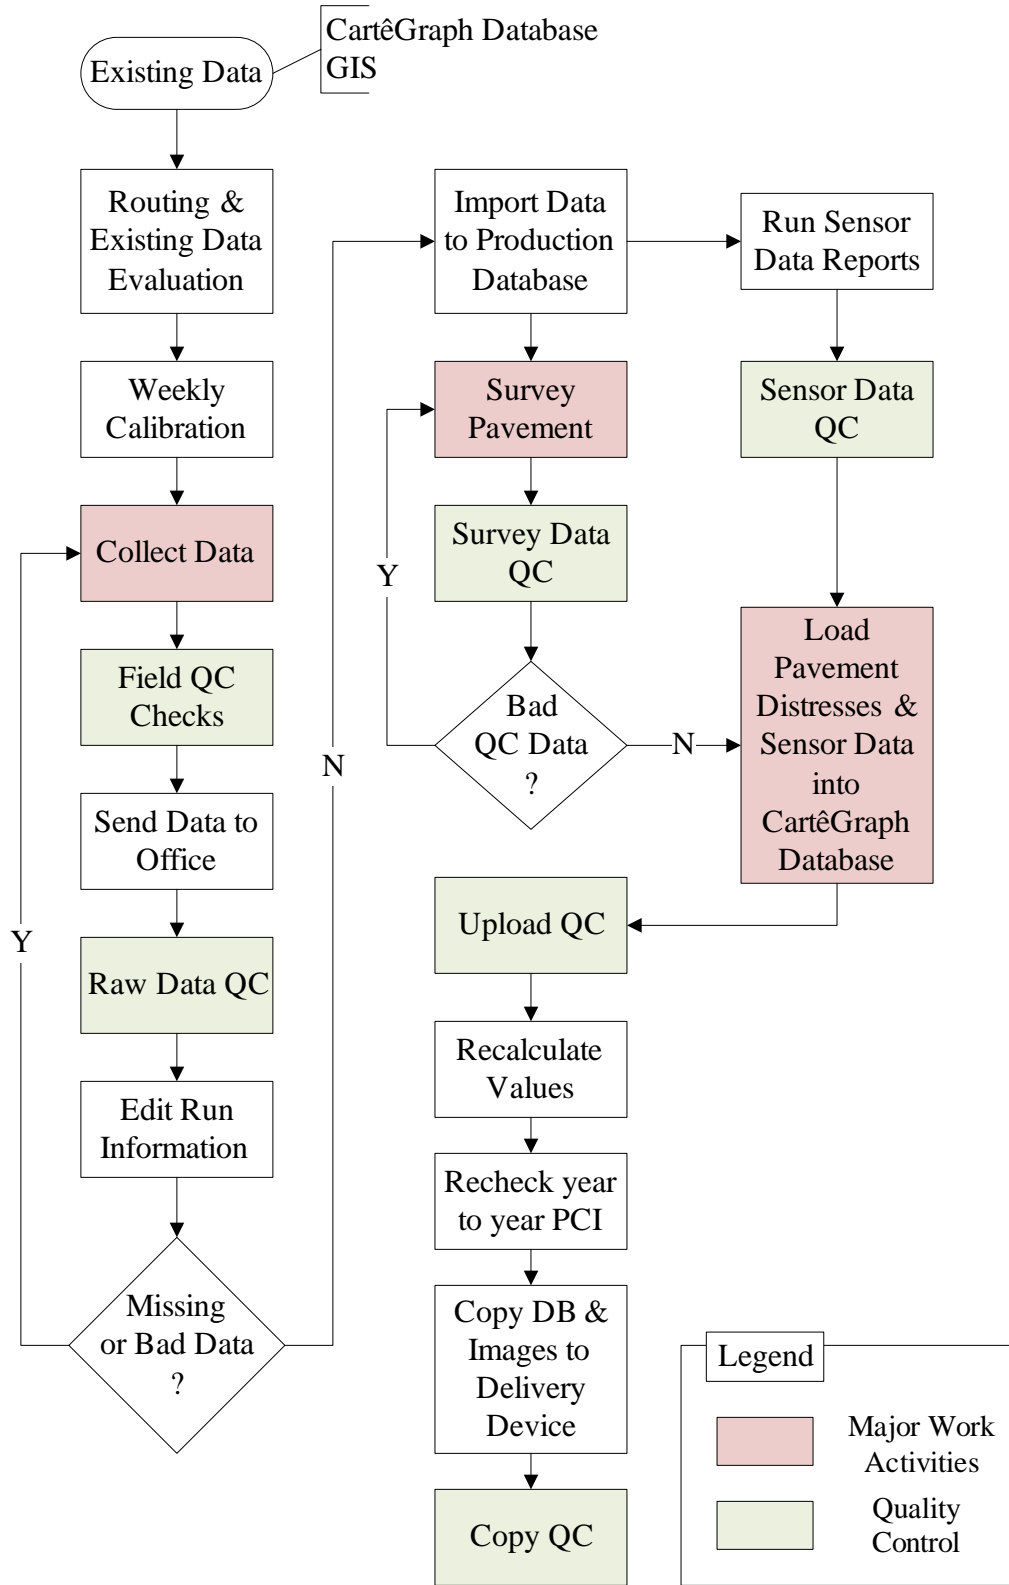 CartêGraph Database
GIS
Existing Data
Routing &
Existing Data
Evaluation
Weekly
Calibration
Collect Data
Field QC
Checks
Send Data to
Office
Y
Raw Data QC
Edit Run
Information
Missing
or Bad Data
?
N
Import Data
to Production
Database
Run Sensor
Data Reports
Survey
Pavement
Sensor Data
QC
Survey Data
QC
Y
Bad
QC Data
?
N
Load
Pavement
Distresses &
Sensor Data
into
CartêGraph
Database
Upload QC
Recalculate
Values
Recheck year
to year PCI
Copy DB &
Images to
Delivery
Device
Copy QC
Legend
Major Work
Activities
Quality
Control